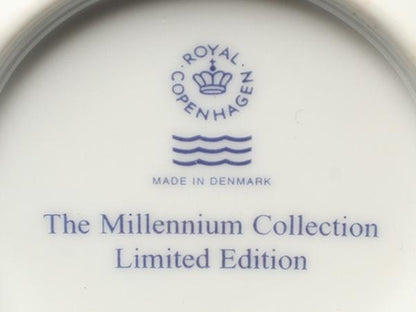 ROYAL
COPENHAGEN
MADE IN DENMARK
The Millennium Collection
Limited Edition